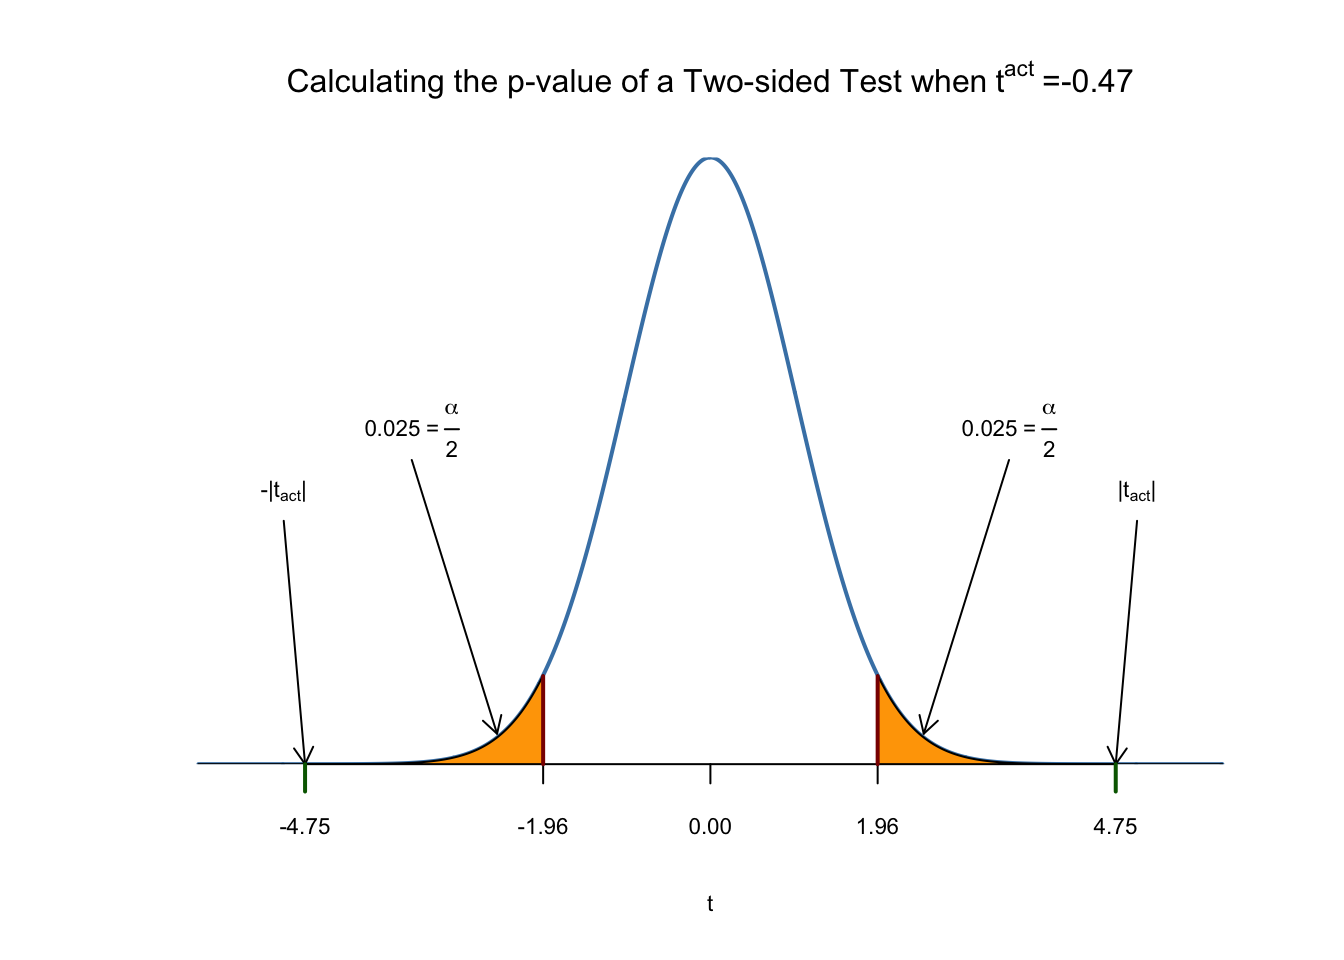 Calculating the p-value of a Two-sided Test when t^act =-0.47
0.025 = α/2
0.025 = α/2
-|t_act|
|t_act|
-4.75 -1.96 0.00 1.96 4.75
t